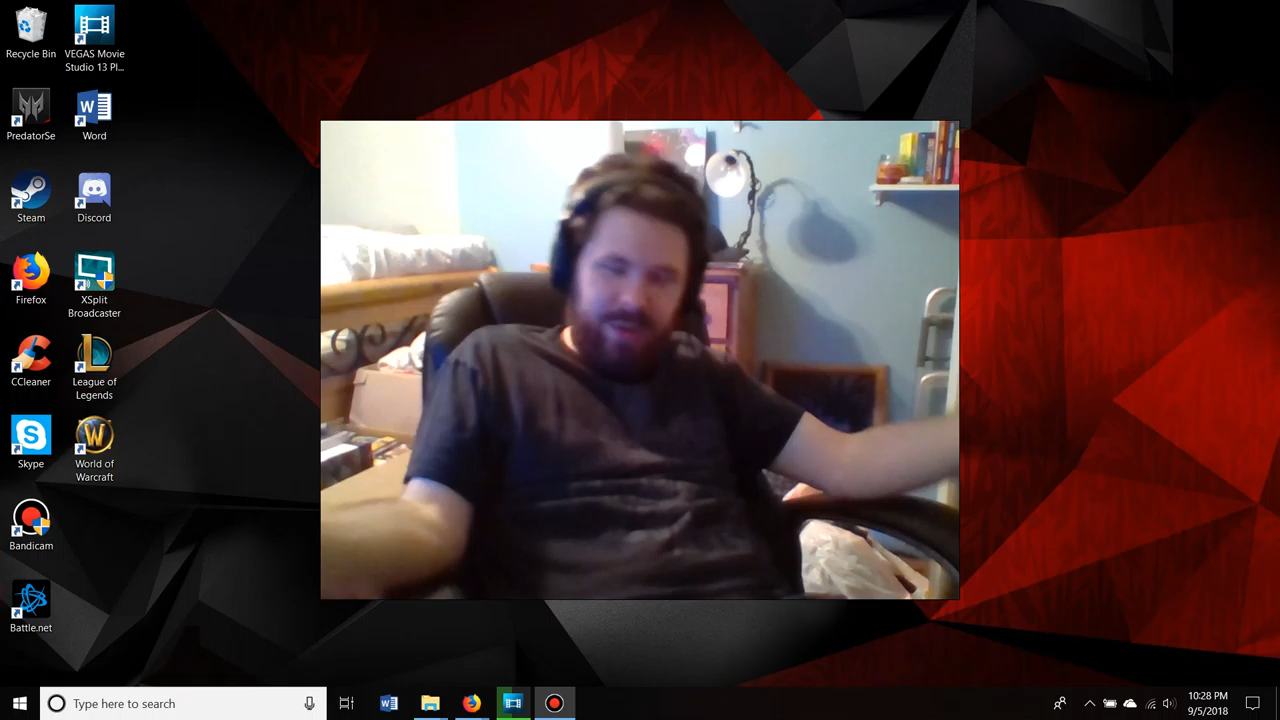 Recycle Bin
VEGAS Movie
Studio 13 Pl...
PredatorSe
Word
Steam
Discord
Firefox
XSplit
Broadcaster
CCleaner
League of
Legends
Skype
World of
Warcraft
Bandicam
Battle.net
Type here to search
10:28 PM
9/5/2018